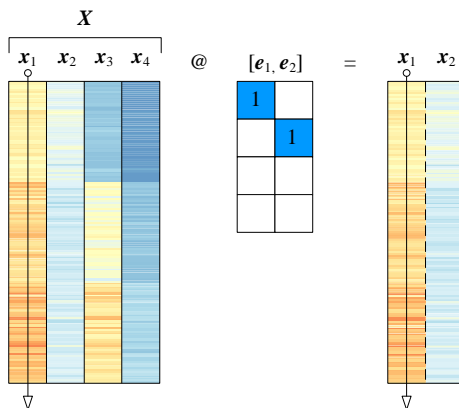 X
x₁ x₂ x₃ x₄ @ [e₁, e₂] = x₁ x₂
1
1